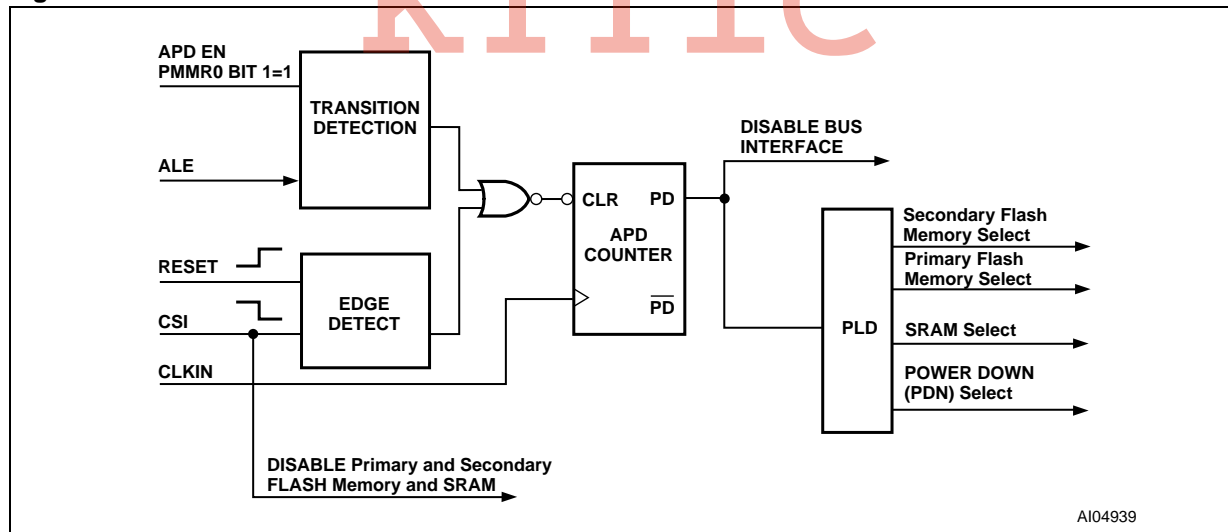 APD EN
PMMR0 BIT 1=1
TRANSITION
DETECTION
ALE
DISABLE BUS
INTERFACE
CLR PD
APD
COUNTER
PD
RESET
CSI
EDGE
DETECT
CLKIN
PLD
Secondary Flash
Memory Select
Primary Flash
Memory Select
SRAM Select
POWER DOWN
(PDN) Select
DISABLE Primary and Secondary
FLASH Memory and SRAM
AI04939